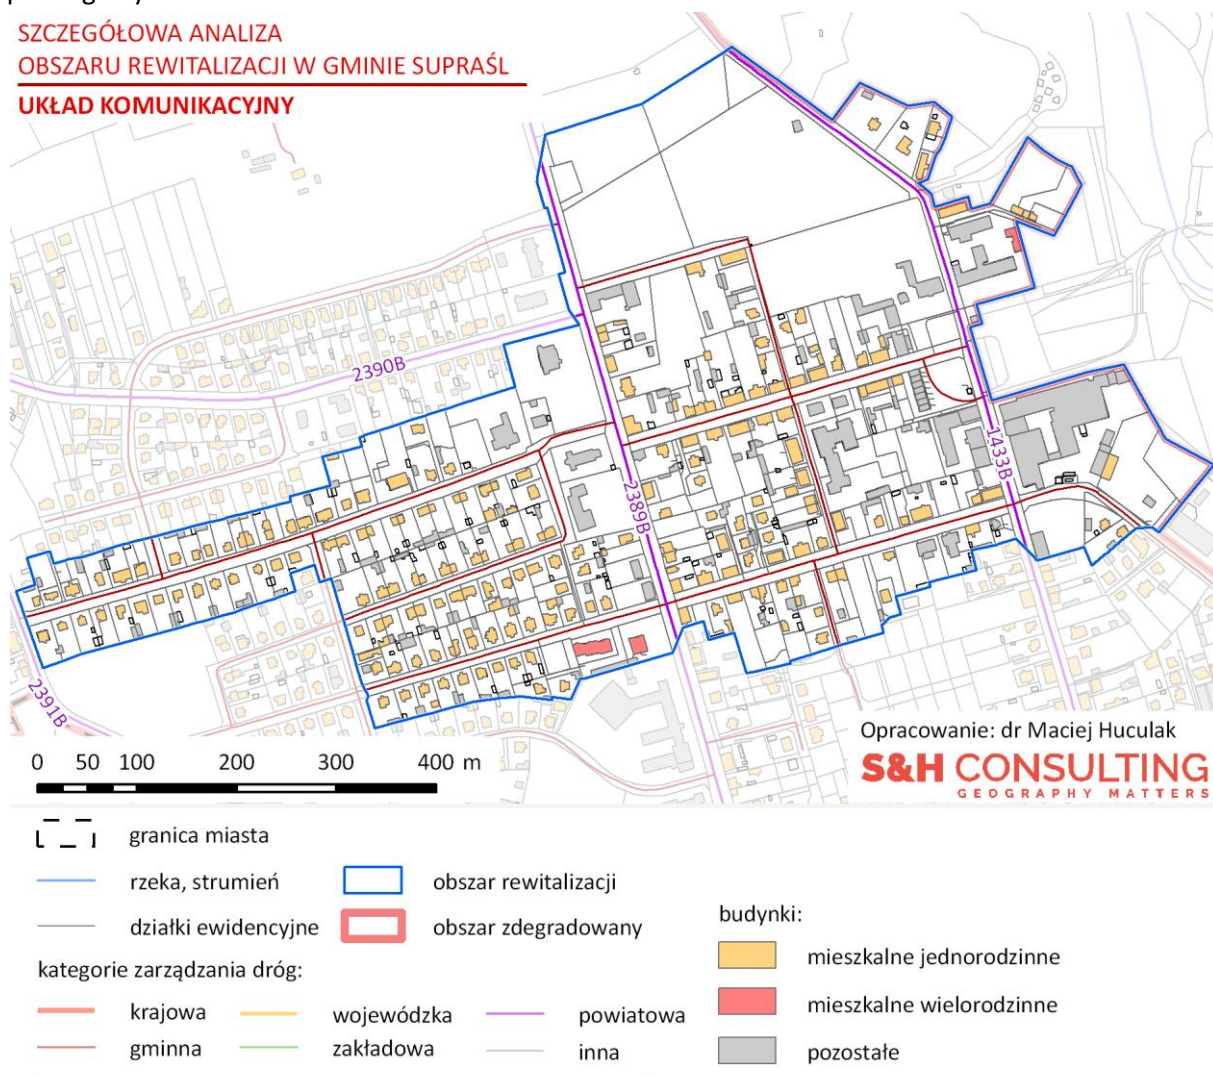 SZCZEGÓŁOWA ANALIZA
OBSZARU REWITALIZACJI W GMINIE SUPRAŚL
UKŁAD KOMUNIKACYJNY
2390B
2389B
1433B
2391B
Opracowanie: dr Maciej Huculak
S&H CONSULTING
GEOGRAPHY MATTERS
0 50 100 200 300 400 m
granica miasta
rzeka, strumień
obszar rewitalizacji
działki ewidencyjne
obszar zdegradowany
kategorie zarządzania dróg:
krajowa
wojewódzka
powiatowa
gminna
zakładowa
inna
budynki:
mieszkalne jednorodzinne
mieszkalne wielorodzinne
pozostałe